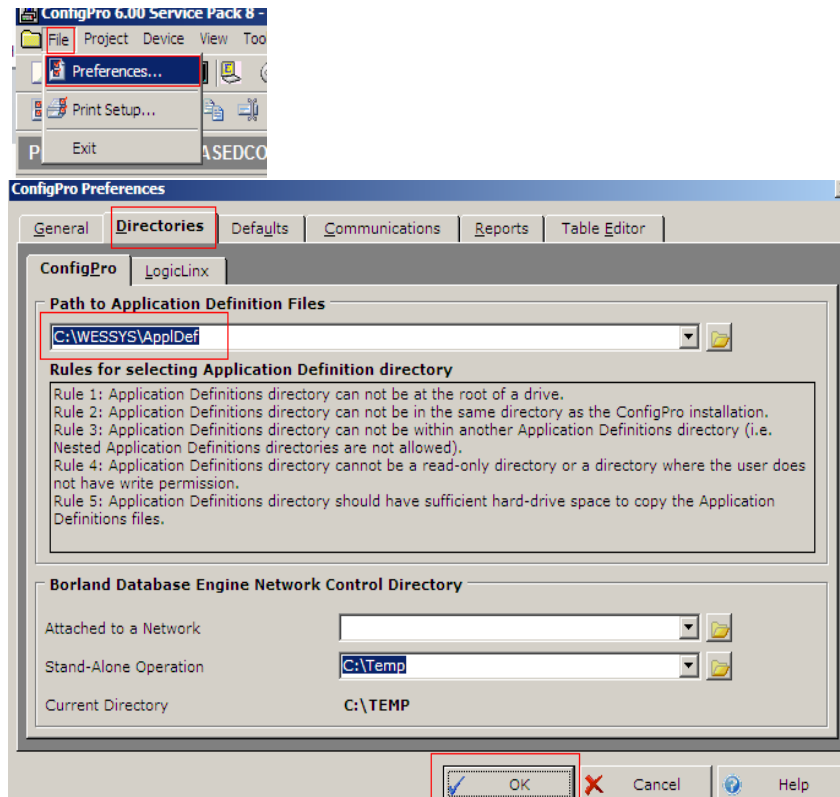 ConfigPro 6.00 Service Pack 8 -
File Project Device View Too
Preferences...
Print Setup...
Exit
ASEDCO
ConfigPro Preferences
General Directories Defaults Communications Reports Table Editor
ConfigPro LogicLinx
Path to Application Definition Files
C:\WESSYS\ApplDef
Rules for selecting Application Definition directory
Rule 1: Application Definitions directory can not be at the root of a drive.
Rule 2: Application Definitions directory can not be in the same directory as the ConfigPro installation.
Rule 3: Application Definitions directory can not be within another Application Definitions directory (i.e.
Nested Application Definitions directories are not allowed).
Rule 4: Application Definitions directory cannot be a read-only directory or a directory where the user does
not have write permission.
Rule 5: Application Definitions directory should have sufficient hard-drive space to copy the Application
Definitions files.
Borland Database Engine Network Control Directory
Attached to a Network
Stand-Alone Operation C:\Temp
Current Directory C:\TEMP
OK Cancel Help